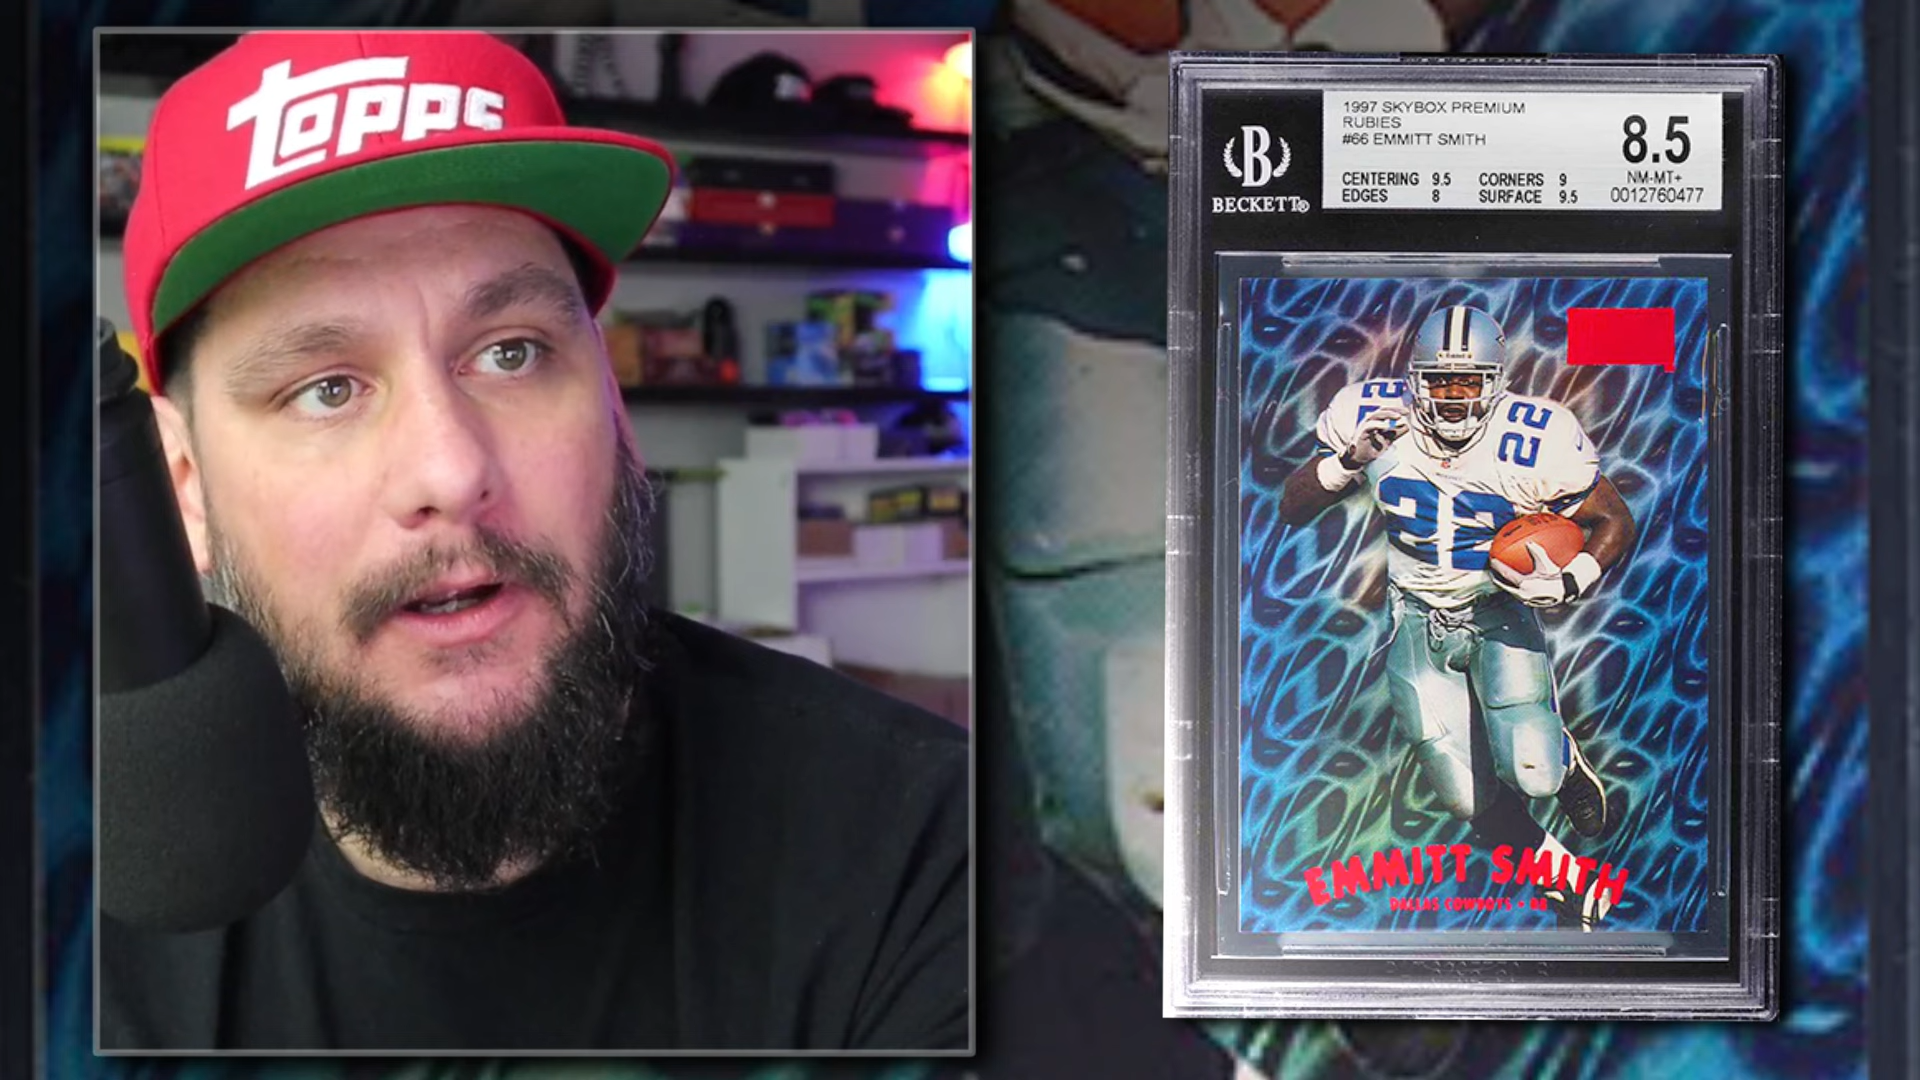 Topps
1997 SKYBOX PREMIUM
RUBIES
#66 EMMITT SMITH
8.5
NM-MT+
0012760477
CENTERING 9.5 CORNERS 9
EDGES 8 SURFACE 9.5
B
BECKETT®
22
22
22
EMMITT SMITH
DALLAS COWBOYS • RB